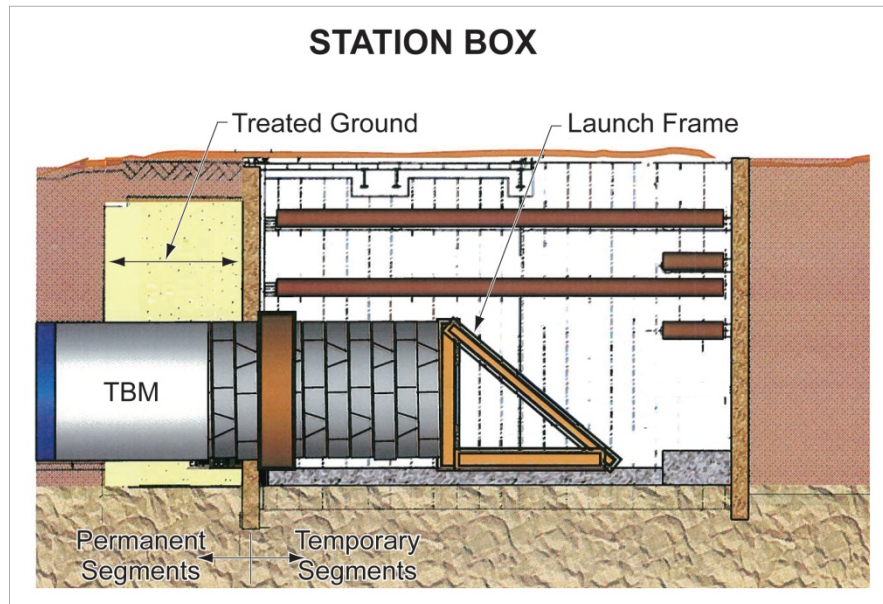 STATION BOX
Treated Ground
Launch Frame
TBM
Permanent
Segments
Temporary
Segments